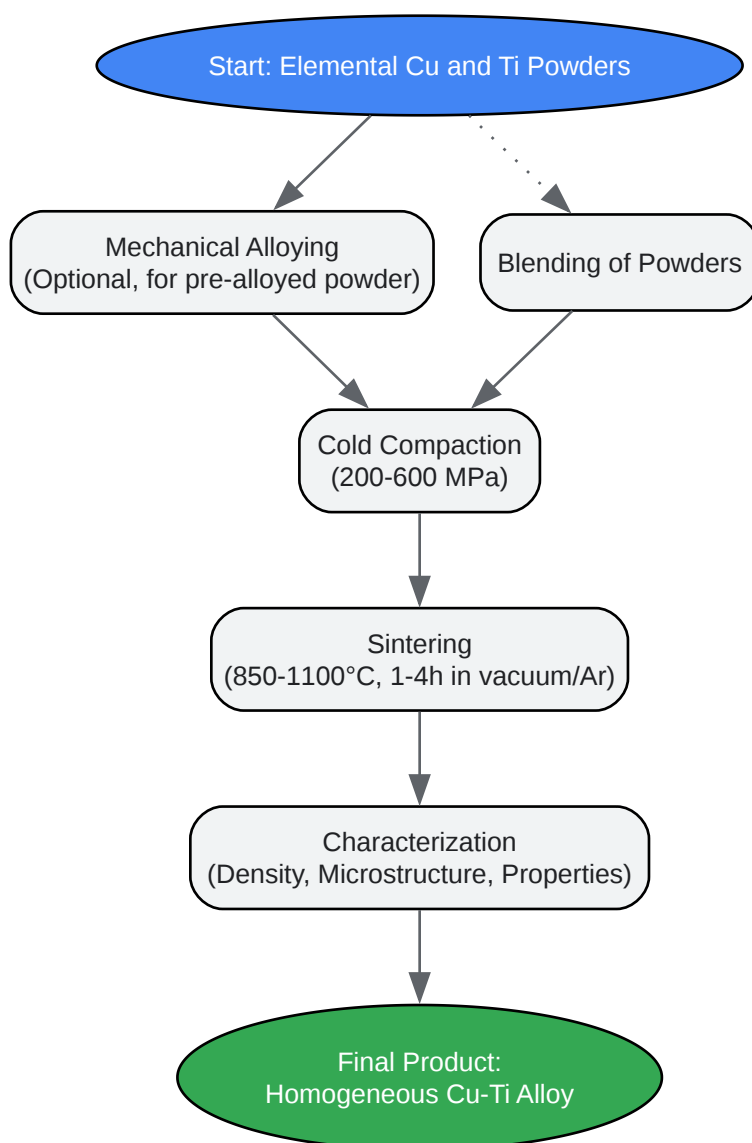 Start: Elemental Cu and Ti Powders
Mechanical Alloying
(Optional, for pre-alloyed powder)
Blending of Powders
Cold Compaction
(200-600 MPa)
Sintering
(850-1100°C, 1-4h in vacuum/Ar)
Characterization
(Density, Microstructure, Properties)
Final Product:
Homogeneous Cu-Ti Alloy